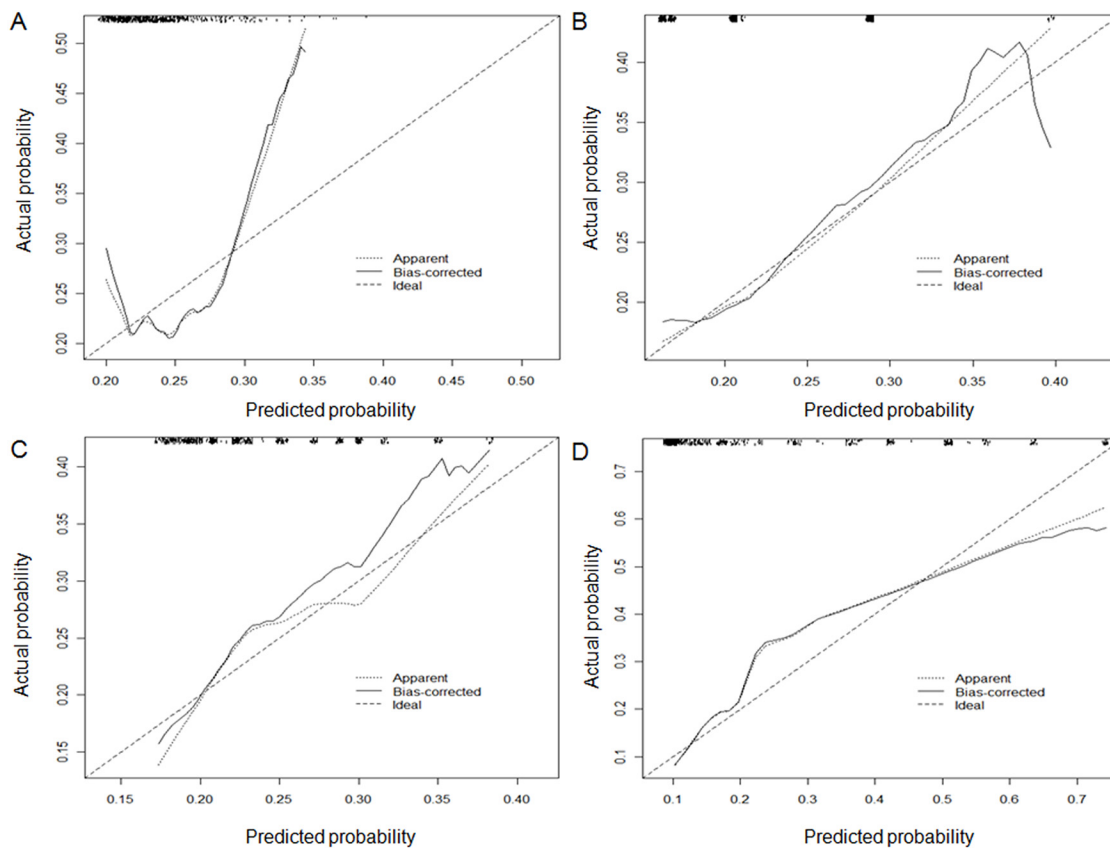 A
Actual probability
0.50
0.45
0.40
0.35
0.30
0.25
0.20
Apparent
Bias-corrected
Ideal
0.20 0.25 0.30 0.35 0.40 0.45 0.50
Predicted probability
B
Actual probability
0.40
0.35
0.30
0.25
0.20
Apparent
Bias-corrected
Ideal
0.20 0.25 0.30 0.35 0.40
Predicted probability
C
Actual probability
0.40
0.35
0.30
0.25
0.20
0.15
Apparent
Bias-corrected
Ideal
0.15 0.20 0.25 0.30 0.35 0.40
Predicted probability
D
Actual probability
0.7
0.6
0.5
0.4
0.3
0.2
0.1
Apparent
Bias-corrected
Ideal
0.1 0.2 0.3 0.4 0.5 0.6 0.7
Predicted probability